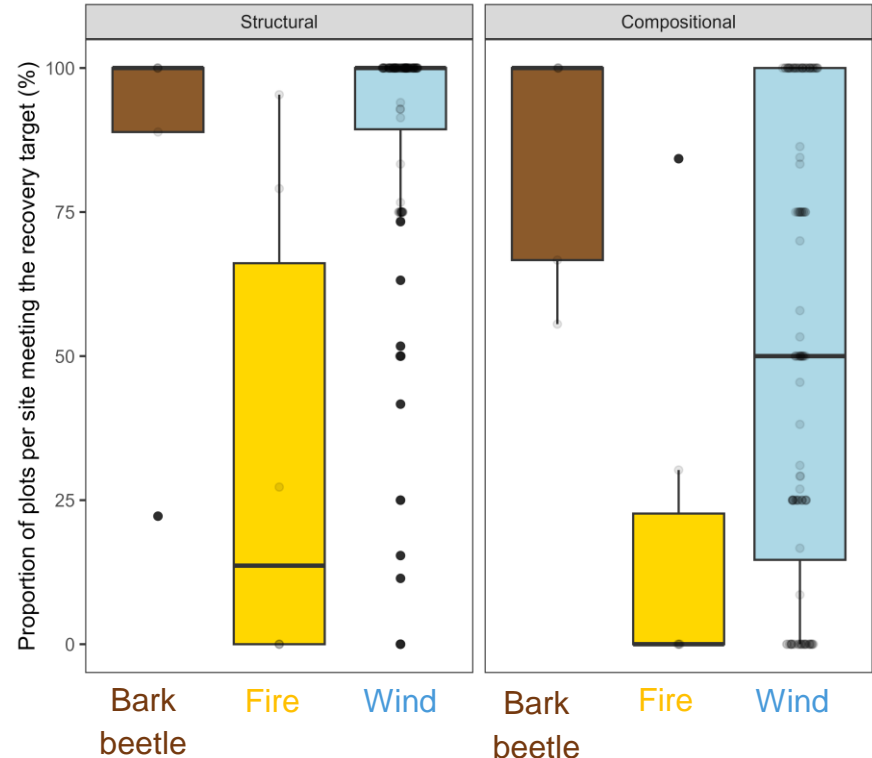 Structural
Compositional
Proportion of plots per site meeting the recovery target (%)
100
75
50
25
0
Bark
beetle
Fire
Wind
Bark
beetle
Fire
Wind